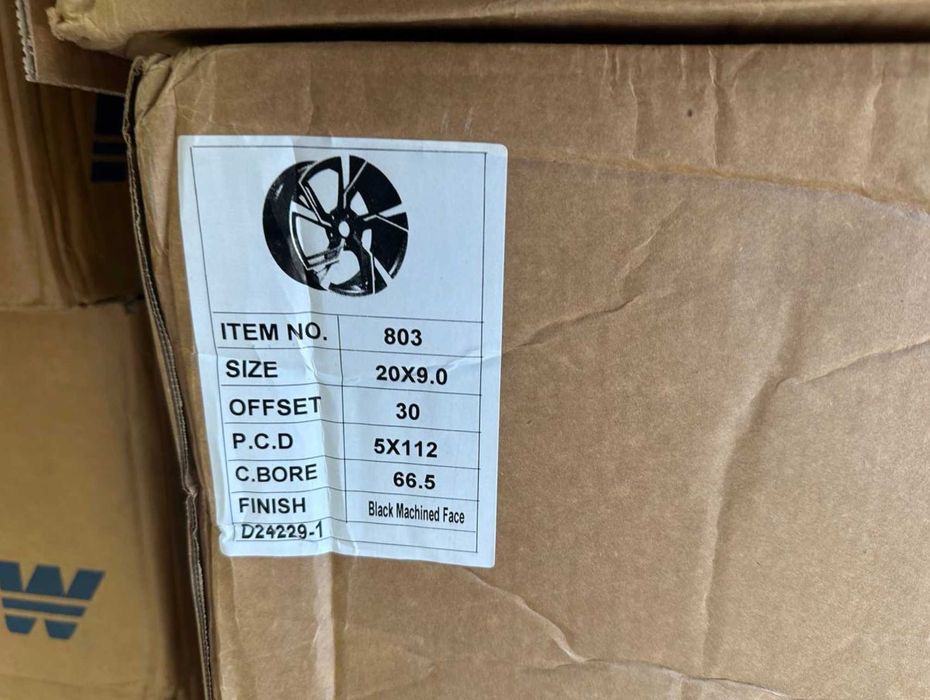 ITEM NO. 803
SIZE 20X9.0
OFFSET 30
P.C.D 5X112
C.BORE 66.5
FINISH Black Machined Face
D24229-1
W